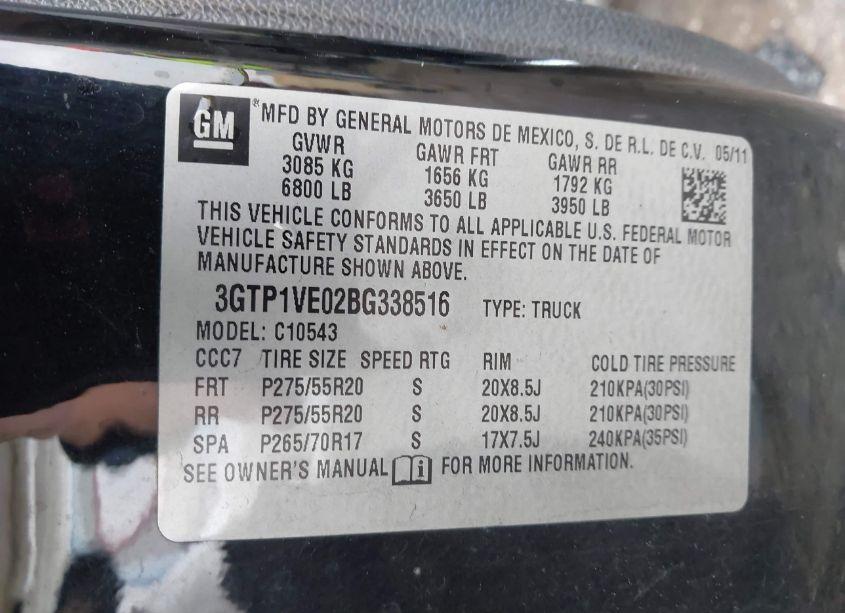 GM
*MFD BY GENERAL MOTORS DE MEXICO, S. DE R.L. DE C.V. 05/11
GVWR GAWR FRT GAWR RR
3085 KG 1656 KG 1792 KG
6800 LB 3650 LB 3950 LB
THIS VEHICLE CONFORMS TO ALL APPLICABLE U.S. FEDERAL MOTOR
VEHICLE SAFETY STANDARDS IN EFFECT ON THE DATE OF
MANUFACTURE SHOWN ABOVE.
3GTP1VE02BG338516 TYPE: TRUCK
MODEL: C10543
CCC7 TIRE SIZE SPEED RTG RIM COLD TIRE PRESSURE
FRT P275/55R20 S 20X8.5J 210KPA(30PSI)
RR P275/55R20 S 20X8.5J 210KPA(30PSI)
SPA P265/70R17 S 17X7.5J 240KPA(35PSI)
SEE OWNER'S MANUAL FOR MORE INFORMATION.